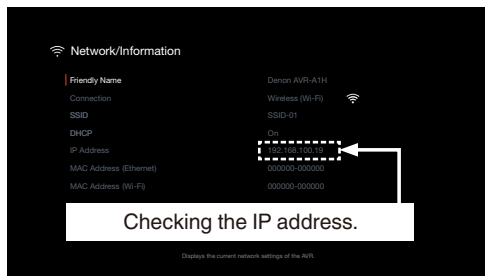 Network/Information
Friendly Name Denon AVR-A1H
Connection Wireless (Wi-Fi)
SSID SSID-01
DHCP On
IP Address 192.168.100.19
MAC Address (Ethernet) 000000-000000
MAC Address (Wi-Fi) 000000-000000
Checking the IP address.
Displays the current network settings of the AVR.